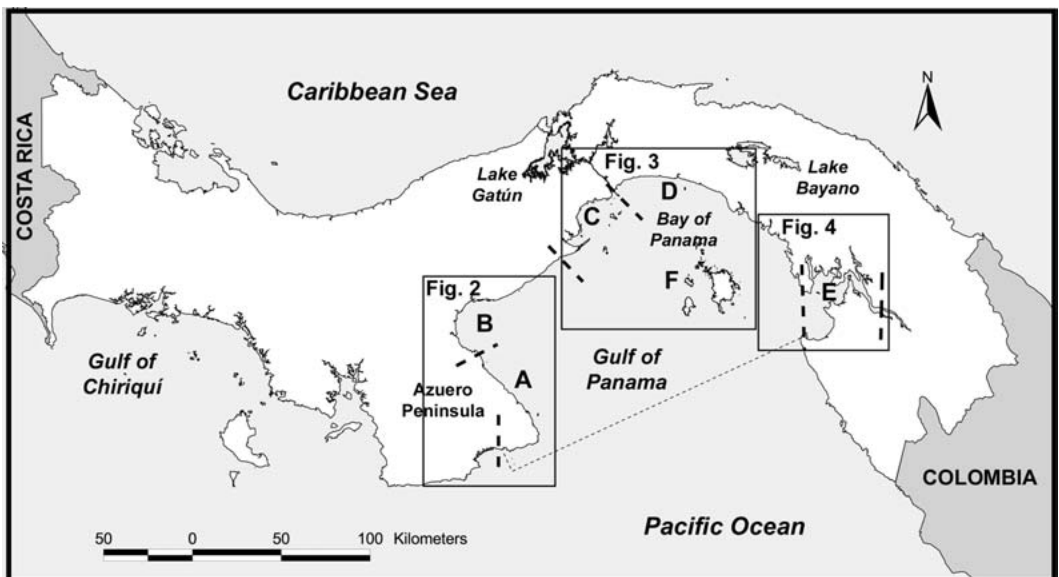 Caribbean Sea
N
COSTA RICA
Lake
Gatún
Fig. 3
Lake
Bayano
D
C
Bay of
Panama
Fig. 4
F
E
Fig. 2
B
Gulf of
Chiriquí
Gulf of
Panama
A
Azuero
Peninsula
COLOMBIA
Pacific Ocean
50 0 50 100 Kilometers